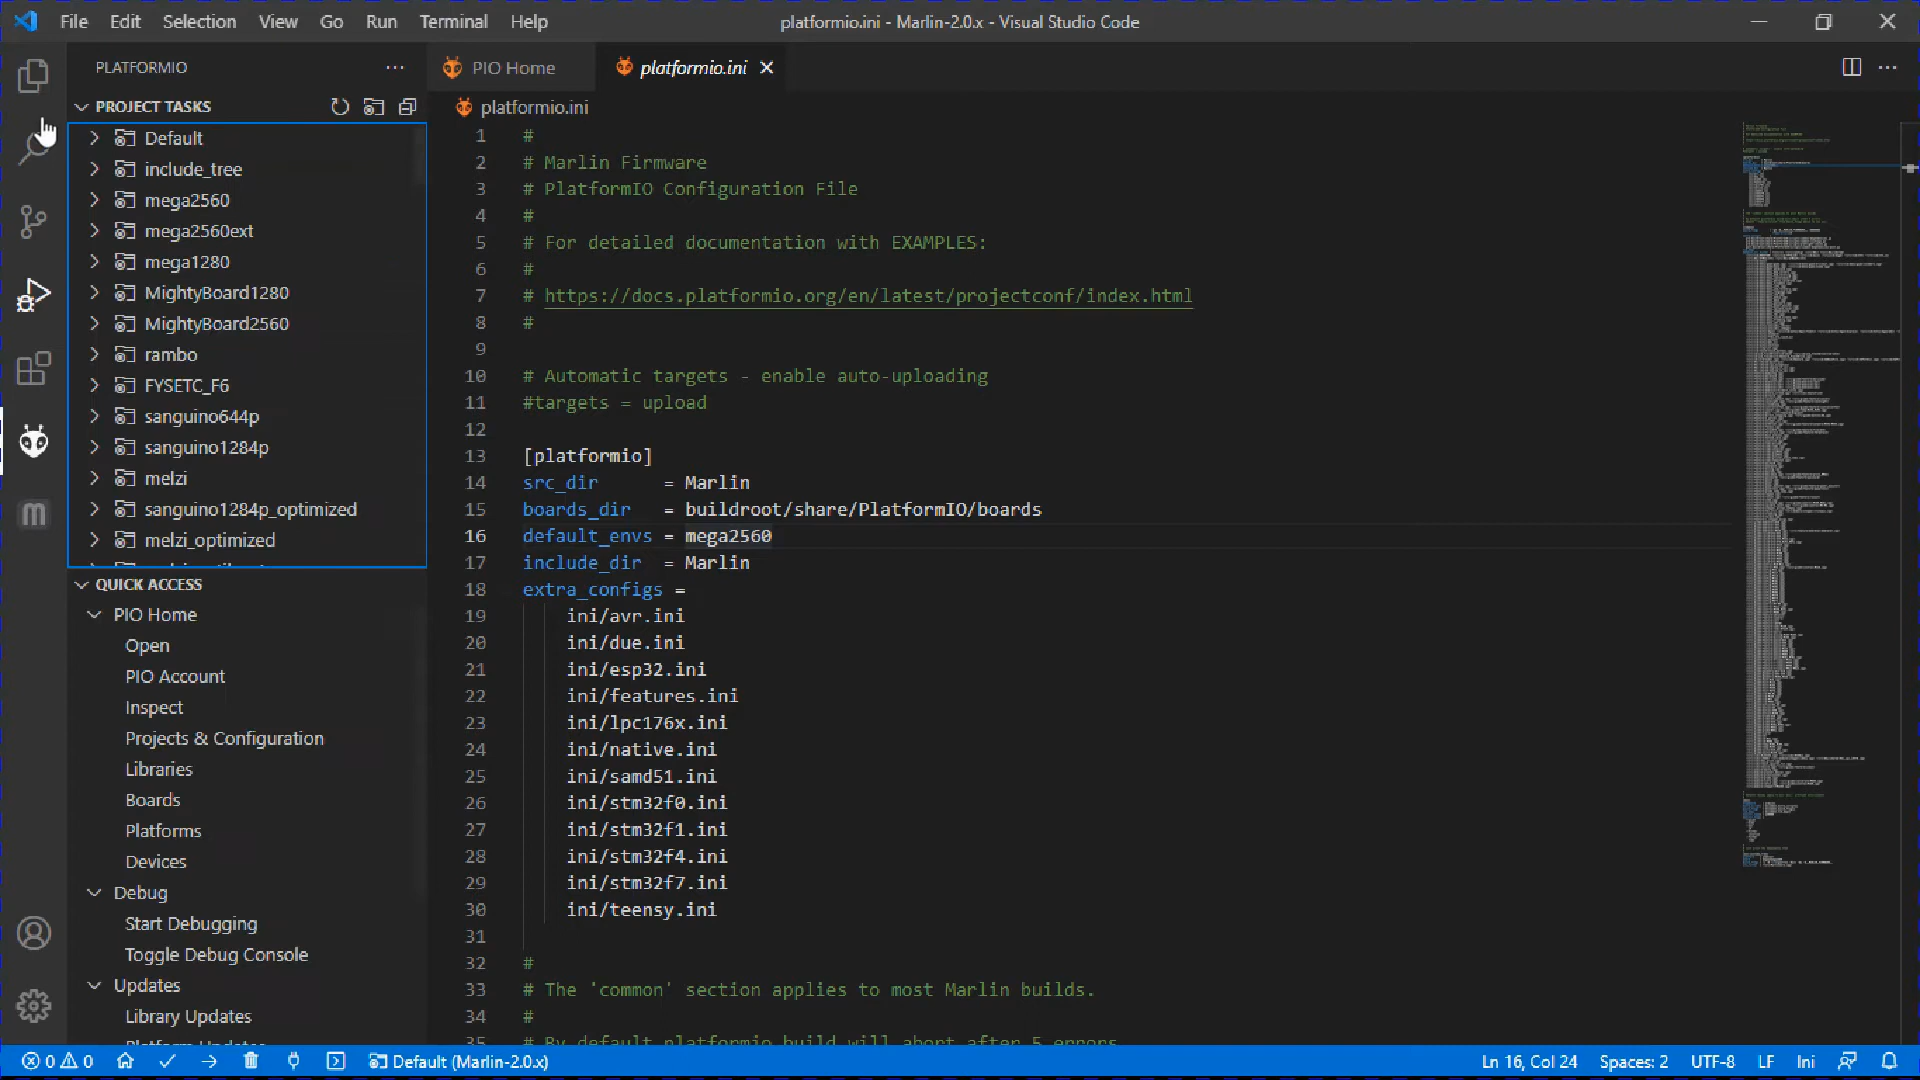 File Edit Selection View Go Run Terminal Help
platformio.ini - Marlin-2.0.x - Visual Studio Code
PLATFORMIO
PROJECT TASKS
Default
include_tree
mega2560
mega2560ext
mega1280
MightyBoard1280
MightyBoard2560
rambo
FYSETC_F6
sanguino644p
sanguino1284p
melzi
sanguino1284p_optimized
melzi_optimized
QUICK ACCESS
PIO Home
Open
PIO Account
Inspect
Projects & Configuration
Libraries
Boards
Platforms
Devices
Debug
Start Debugging
Toggle Debug Console
Updates
Library Updates
Platform Updates
PIO Home
platformio.ini
platformio.ini
1 #
2 # Marlin Firmware
3 # PlatformIO Configuration File
4 #
5 # For detailed documentation with EXAMPLES:
6 #
7 # https://docs.platformio.org/en/latest/projectconf/index.html
8 #
9
10 # Automatic targets - enable auto-uploading
11 #targets = upload
12
13 [platformio]
14 src_dir = Marlin
15 boards_dir = buildroot/share/PlatformIO/boards
16 default_envs = mega2560
17 include_dir = Marlin
18 extra_configs =
19 ini/avr.ini
20 ini/due.ini
21 ini/esp32.ini
22 ini/features.ini
23 ini/lpc176x.ini
24 ini/native.ini
25 ini/samd51.ini
26 ini/stm32f0.ini
27 ini/stm32f1.ini
28 ini/stm32f4.ini
29 ini/stm32f7.ini
30 ini/teensy.ini
31
32 #
33 # The 'common' section applies to most Marlin builds.
34 #
35 # By default platformio build will abort after 5 errors.
0 0 Default (Marlin-2.0.x) Ln 16, Col 24 Spaces: 2 UTF-8 LF Ini